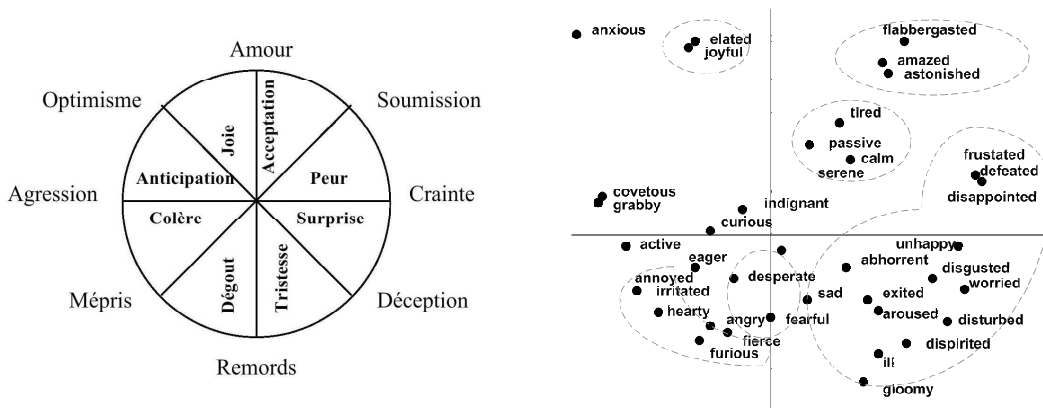 Amour
Optimisme
Soumission
Joie
Acceptation
Anticipation
Peur
Agression
Crainte
Colère
Surprise
Dégout
Tristesse
Mépris
Déception
Remords
anxious
elated
joyful
flabbergasted
amazed
astonished
tired
passive
calm
serene
frustated
defeated
disappointed
covetous
grabby
indignant
curious
active
unhappy
eager
abhorrent
annoyed
desperate
disgusted
irritated
worried
sad
exited
hearty
aroused
angry
fearful
disturbed
fierce
dispirited
furious
ill
gloomy